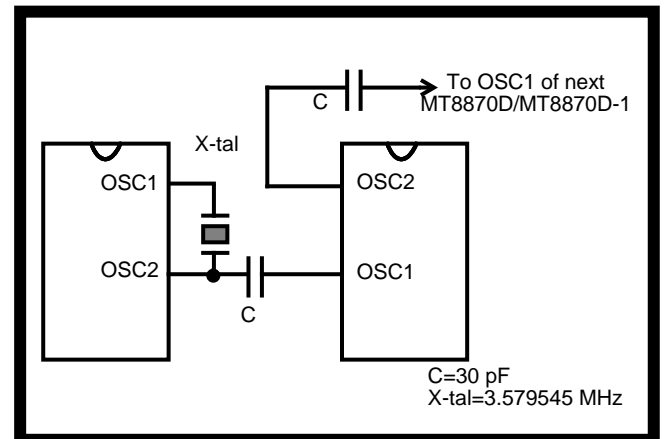 To OSC1 of next
MT8870D/MT8870D-1
C
X-tal
OSC1
OSC2
OSC2
OSC1
C
C=30 pF
X-tal=3.579545 MHz